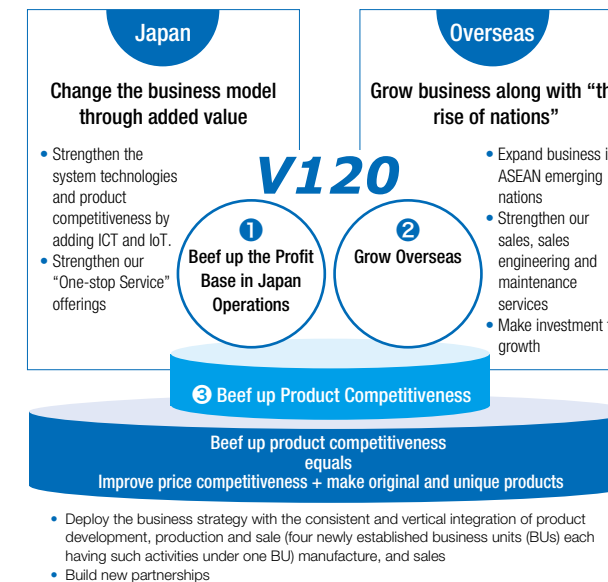 Japan
Change the business model
through added value
• Strengthen the
system technologies
and product
competitiveness by
adding ICT and IoT.
• Strengthen our
“One-stop Service”
offerings
Overseas
Grow business along with “th
rise of nations”
• Expand business i
ASEAN emerging
nations
• Strengthen our
sales, sales
engineering and
maintenance
services
• Make investment
growth
V120
❶
Beef up the Profit
Base in Japan
Operations
❷
Grow Overseas
❸ Beef up Product Competitiveness
Beef up product competitiveness
equals
Improve price competitiveness + make original and unique products
• Deploy the business strategy with the consistent and vertical integration of product
development, production and sale (four newly established business units (BUs) each
having such activities under one BU) manufacture, and sales
• Build new partnerships